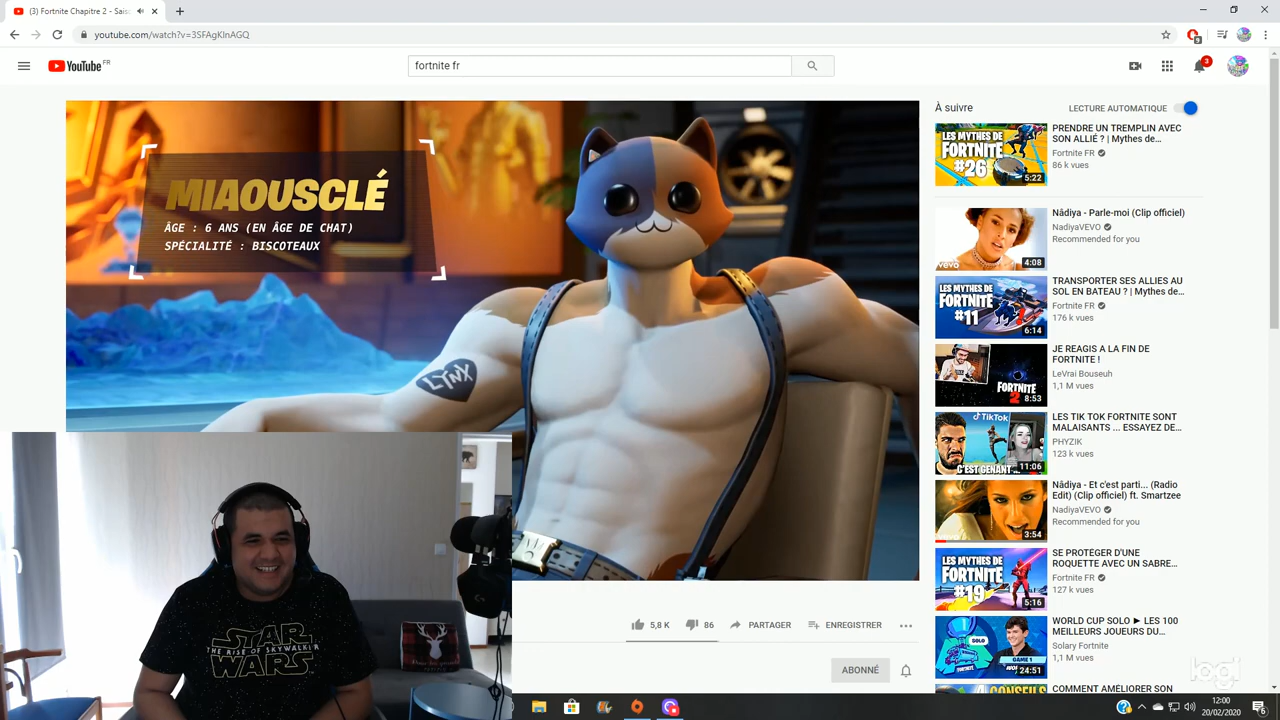 (3) Fortnite Chapitre 2 - Sais
youtube.com/watch?v=3SFAgKlnAGQ
9
YouTube FR
fortnite fr
3
MIAOUSCLÉ
ÂGE : 6 ANS (EN ÂGE DE CHAT)
SPÉCIALITÉ : BISCOTEAUX
LYNX
À suivre
LECTURE AUTOMATIQUE
LES MYTHES DE
FORTNITE
#26
5:22
PRENDRE UN TREMPLIN AVEC
SON ALLIÉ ? | Mythes de...
Fortnite FR
86 k vues
vevo
4:08
Nâdiya - Parle-moi (Clip officiel)
NadiyaVEVO
Recommended for you
LES MYTHES DE
FORTNITE
#11
6:14
TRANSPORTER SES ALLIES AU
SOL EN BATEAU ? | Mythes de...
Fortnite FR
176 k vues
FORTNITE
2
8:53
JE REAGIS A LA FIN DE
FORTNITE !
LeVrai Bouseuh
1,1 M vues
TikTok
C'EST GENANT...
11:06
LES TIK TOK FORTNITE SONT
MALAISANTS ... ESSAYEZ DE...
PHYZIK
123 k vues
vevo
3:54
Nâdiya - Et c'est parti... (Radio
Edit) (Clip officiel) ft. Smartzee
NadiyaVEVO
Recommended for you
LES MYTHES DE
FORTNITE
#19
5:16
SE PROTÉGER D'UNE
ROQUETTE AVEC UN SABRE...
Fortnite FR
127 k vues
SOLO
GAME 1
24:51
WORLD CUP SOLO ► LES 100
MEILLEURS JOUEURS DU...
Solary Fortnite
1,1 M vues
CONSEILS
COMMENT AMÉLIORER SON
5,8 K
86
PARTAGER
ENREGISTRER
ABONNÉ
STAR
THE RISE OF SKYWALKER
WARS
logi
12:00
20/02/2020
6